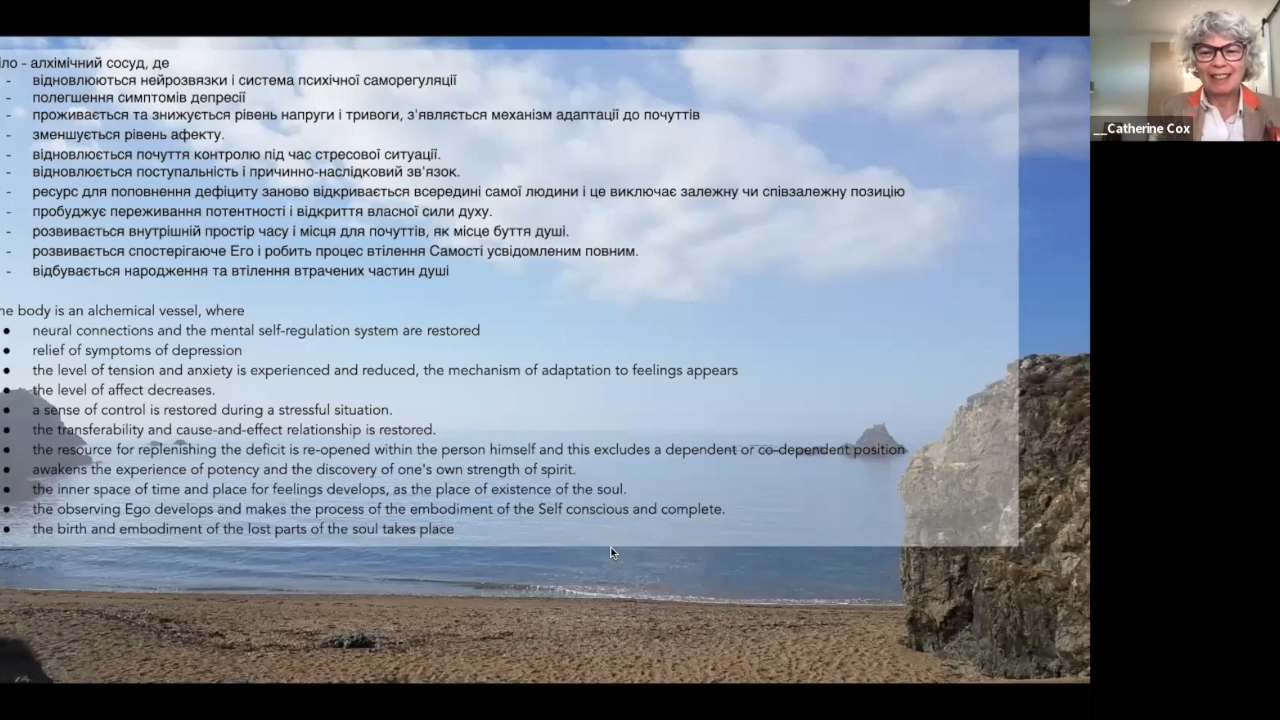 іло - алхімічний сосуд, де
- відновлюються нейрозвязки і система психічної саморегуляції
- полегшення симптомів депресії
- проживається та знижується рівень напруги і тривоги, з'являється механізм адаптації до почуттів
- зменшується рівень афекту.
- відновлюється почуття контролю під час стресової ситуації.
- відновлюється поступальність і причинно-наслідковий зв'язок.
- ресурс для поповнення дефіциту заново відкривається всередині самої людини і це виключає залежну чи співзалежну позицію
- пробуджує переживання потентності і відкриття власної сили духу.
- розвивається внутрішній простір часу і місця для почуттів, як місце буття душі.
- розвивається спостерігаюче Его і робить процес втілення Самості усвідомленим повним.
- відбувається народження та втілення втрачених частин душі
he body is an alchemical vessel, where
● neural connections and the mental self-regulation system are restored
● relief of symptoms of depression
● the level of tension and anxiety is experienced and reduced, the mechanism of adaptation to feelings appears
● the level of affect decreases.
● a sense of control is restored during a stressful situation.
● the transferability and cause-and-effect relationship is restored.
● the resource for replenishing the deficit is re-opened within the person himself and this excludes a dependent or co-dependent position
● awakens the experience of potency and the discovery of one's own strength of spirit.
● the inner space of time and place for feelings develops, as the place of existence of the soul.
● the observing Ego develops and makes the process of the embodiment of the Self conscious and complete.
● the birth and embodiment of the lost parts of the soul takes place
__Catherine Cox